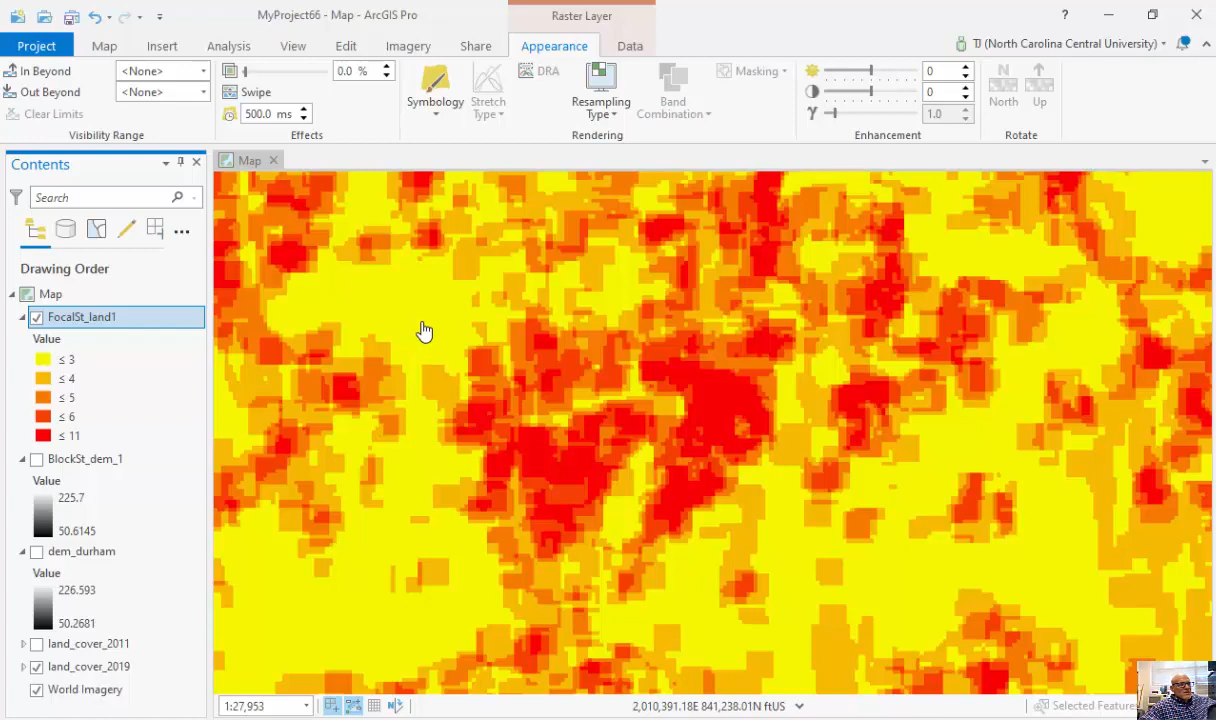 MyProject66 - Map - ArcGIS Pro
Raster Layer
?
Project
Map
Insert
Analysis
View
Edit
Imagery
Share
Appearance
Data
TJ (North Carolina Central University)
In Beyond
<None>
Out Beyond
<None>
Clear Limits
Visibility Range
0.0 %
Swipe
500.0 ms
Effects
Symbology
Stretch Type
DRA
Resampling Type
Band Combination
Masking
Rendering
0
0
1.0
Enhancement
North
Up
Rotate
Contents
Search
Drawing Order
Map
FocalSt_land1
Value
≤ 3
≤ 4
≤ 5
≤ 6
≤ 11
BlockSt_dem_1
Value
225.7
50.6145
dem_durham
Value
226.593
50.2681
land_cover_2011
land_cover_2019
World Imagery
Map
1:27,953
2,010,391.18E 841,238.01N ftUS
Selected